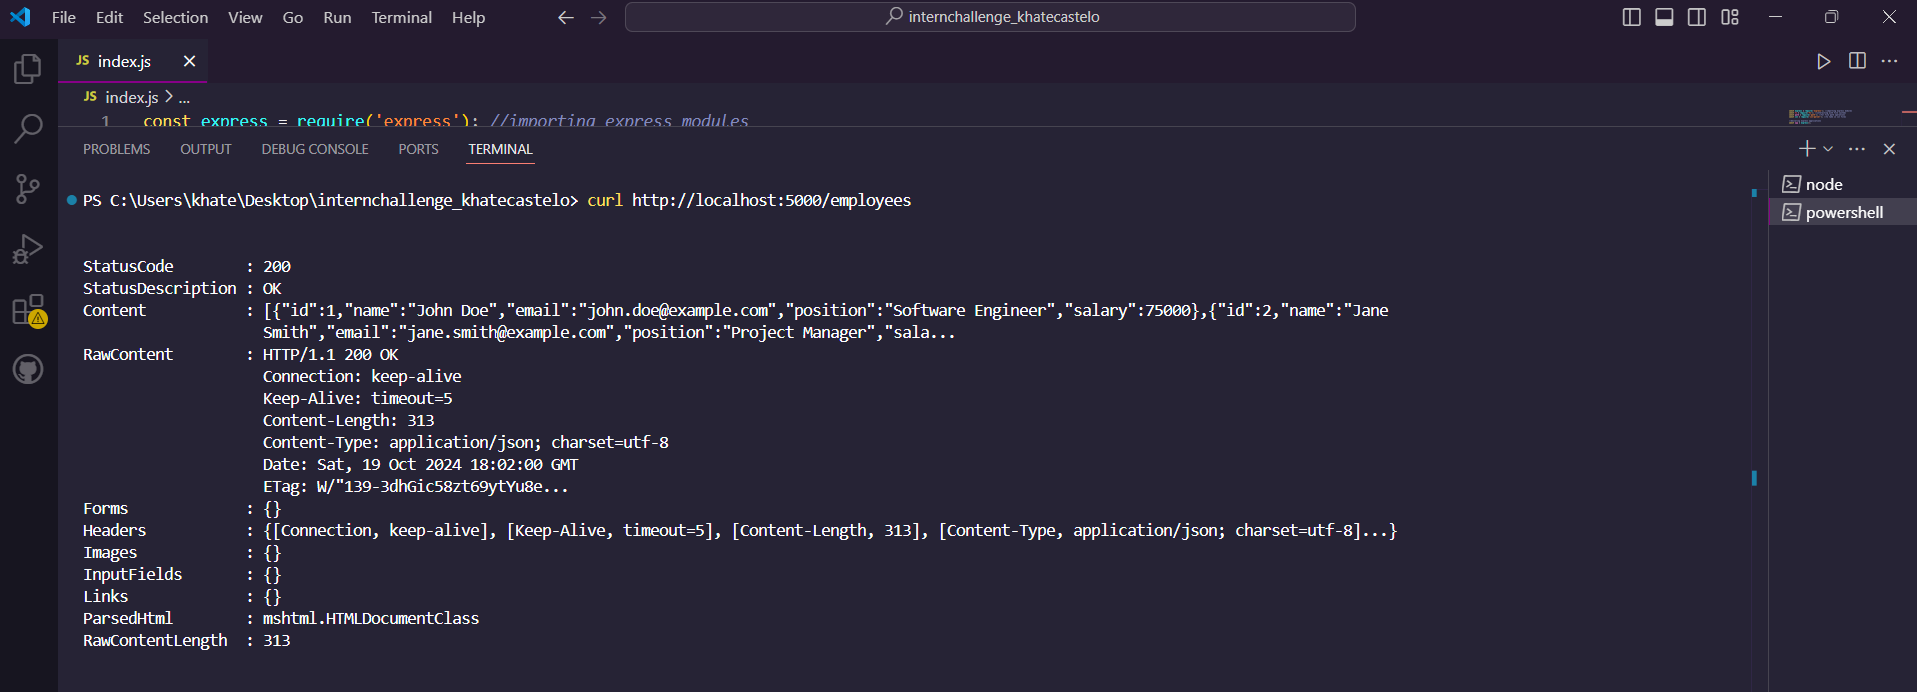 File Edit Selection View Go Run Terminal Help
internchallenge_khatecastelo
JS index.js
JS index.js > ...
1 const express = require('express'); //importing express modules
PROBLEMS OUTPUT DEBUG CONSOLE PORTS TERMINAL
node
powershell
PS C:\Users\khate\Desktop\internchallenge_khatecastelo> curl http://localhost:5000/employees
StatusCode : 200
StatusDescription : OK
Content : [{"id":1,"name":"John Doe","email":"john.doe@example.com","position":"Software Engineer","salary":75000},{"id":2,"name":"Jane
Smith","email":"jane.smith@example.com","position":"Project Manager","sala...
RawContent : HTTP/1.1 200 OK
Connection: keep-alive
Keep-Alive: timeout=5
Content-Length: 313
Content-Type: application/json; charset=utf-8
Date: Sat, 19 Oct 2024 18:02:00 GMT
ETag: W/"139-3dhGic58zt69ytYu8e...
Forms : {}
Headers : {[Connection, keep-alive], [Keep-Alive, timeout=5], [Content-Length, 313], [Content-Type, application/json; charset=utf-8]...}
Images : {}
InputFields : {}
Links : {}
ParsedHtml : mshtml.HTMLDocumentClass
RawContentLength : 313